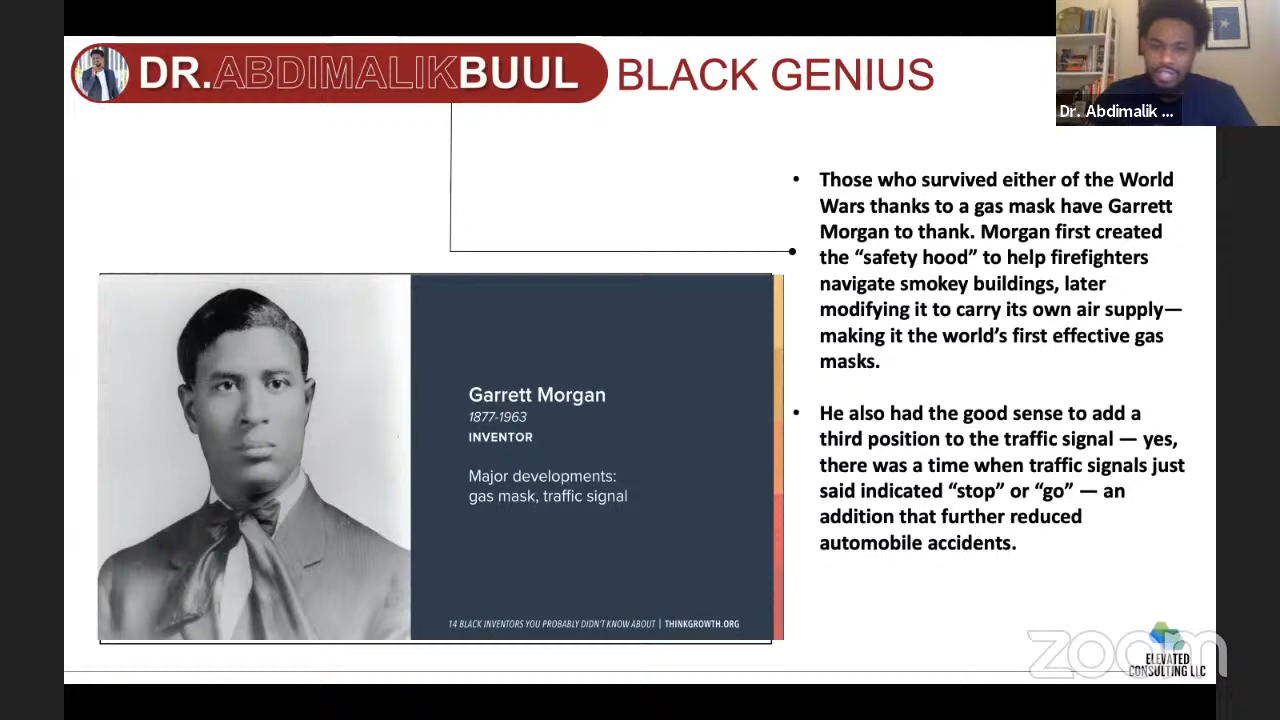 DR.ABDIMALIKBUUL BLACK GENIUS
Dr. Abdimalik ...
• Those who survived either of the World
Wars thanks to a gas mask have Garrett
Morgan to thank. Morgan first created
the “safety hood” to help firefighters
navigate smokey buildings, later
modifying it to carry its own air supply—
making it the world’s first effective gas
masks.
• He also had the good sense to add a
third position to the traffic signal — yes,
there was a time when traffic signals just
said indicated “stop” or “go” — an
addition that further reduced
automobile accidents.
Garrett Morgan
1877-1963
INVENTOR
Major developments:
gas mask, traffic signal
14 BLACK INVENTORS YOU PROBABLY DIDN'T KNOW ABOUT | THINKGROWTH.ORG
zoom
ELEVATED
CONSULTING LLC